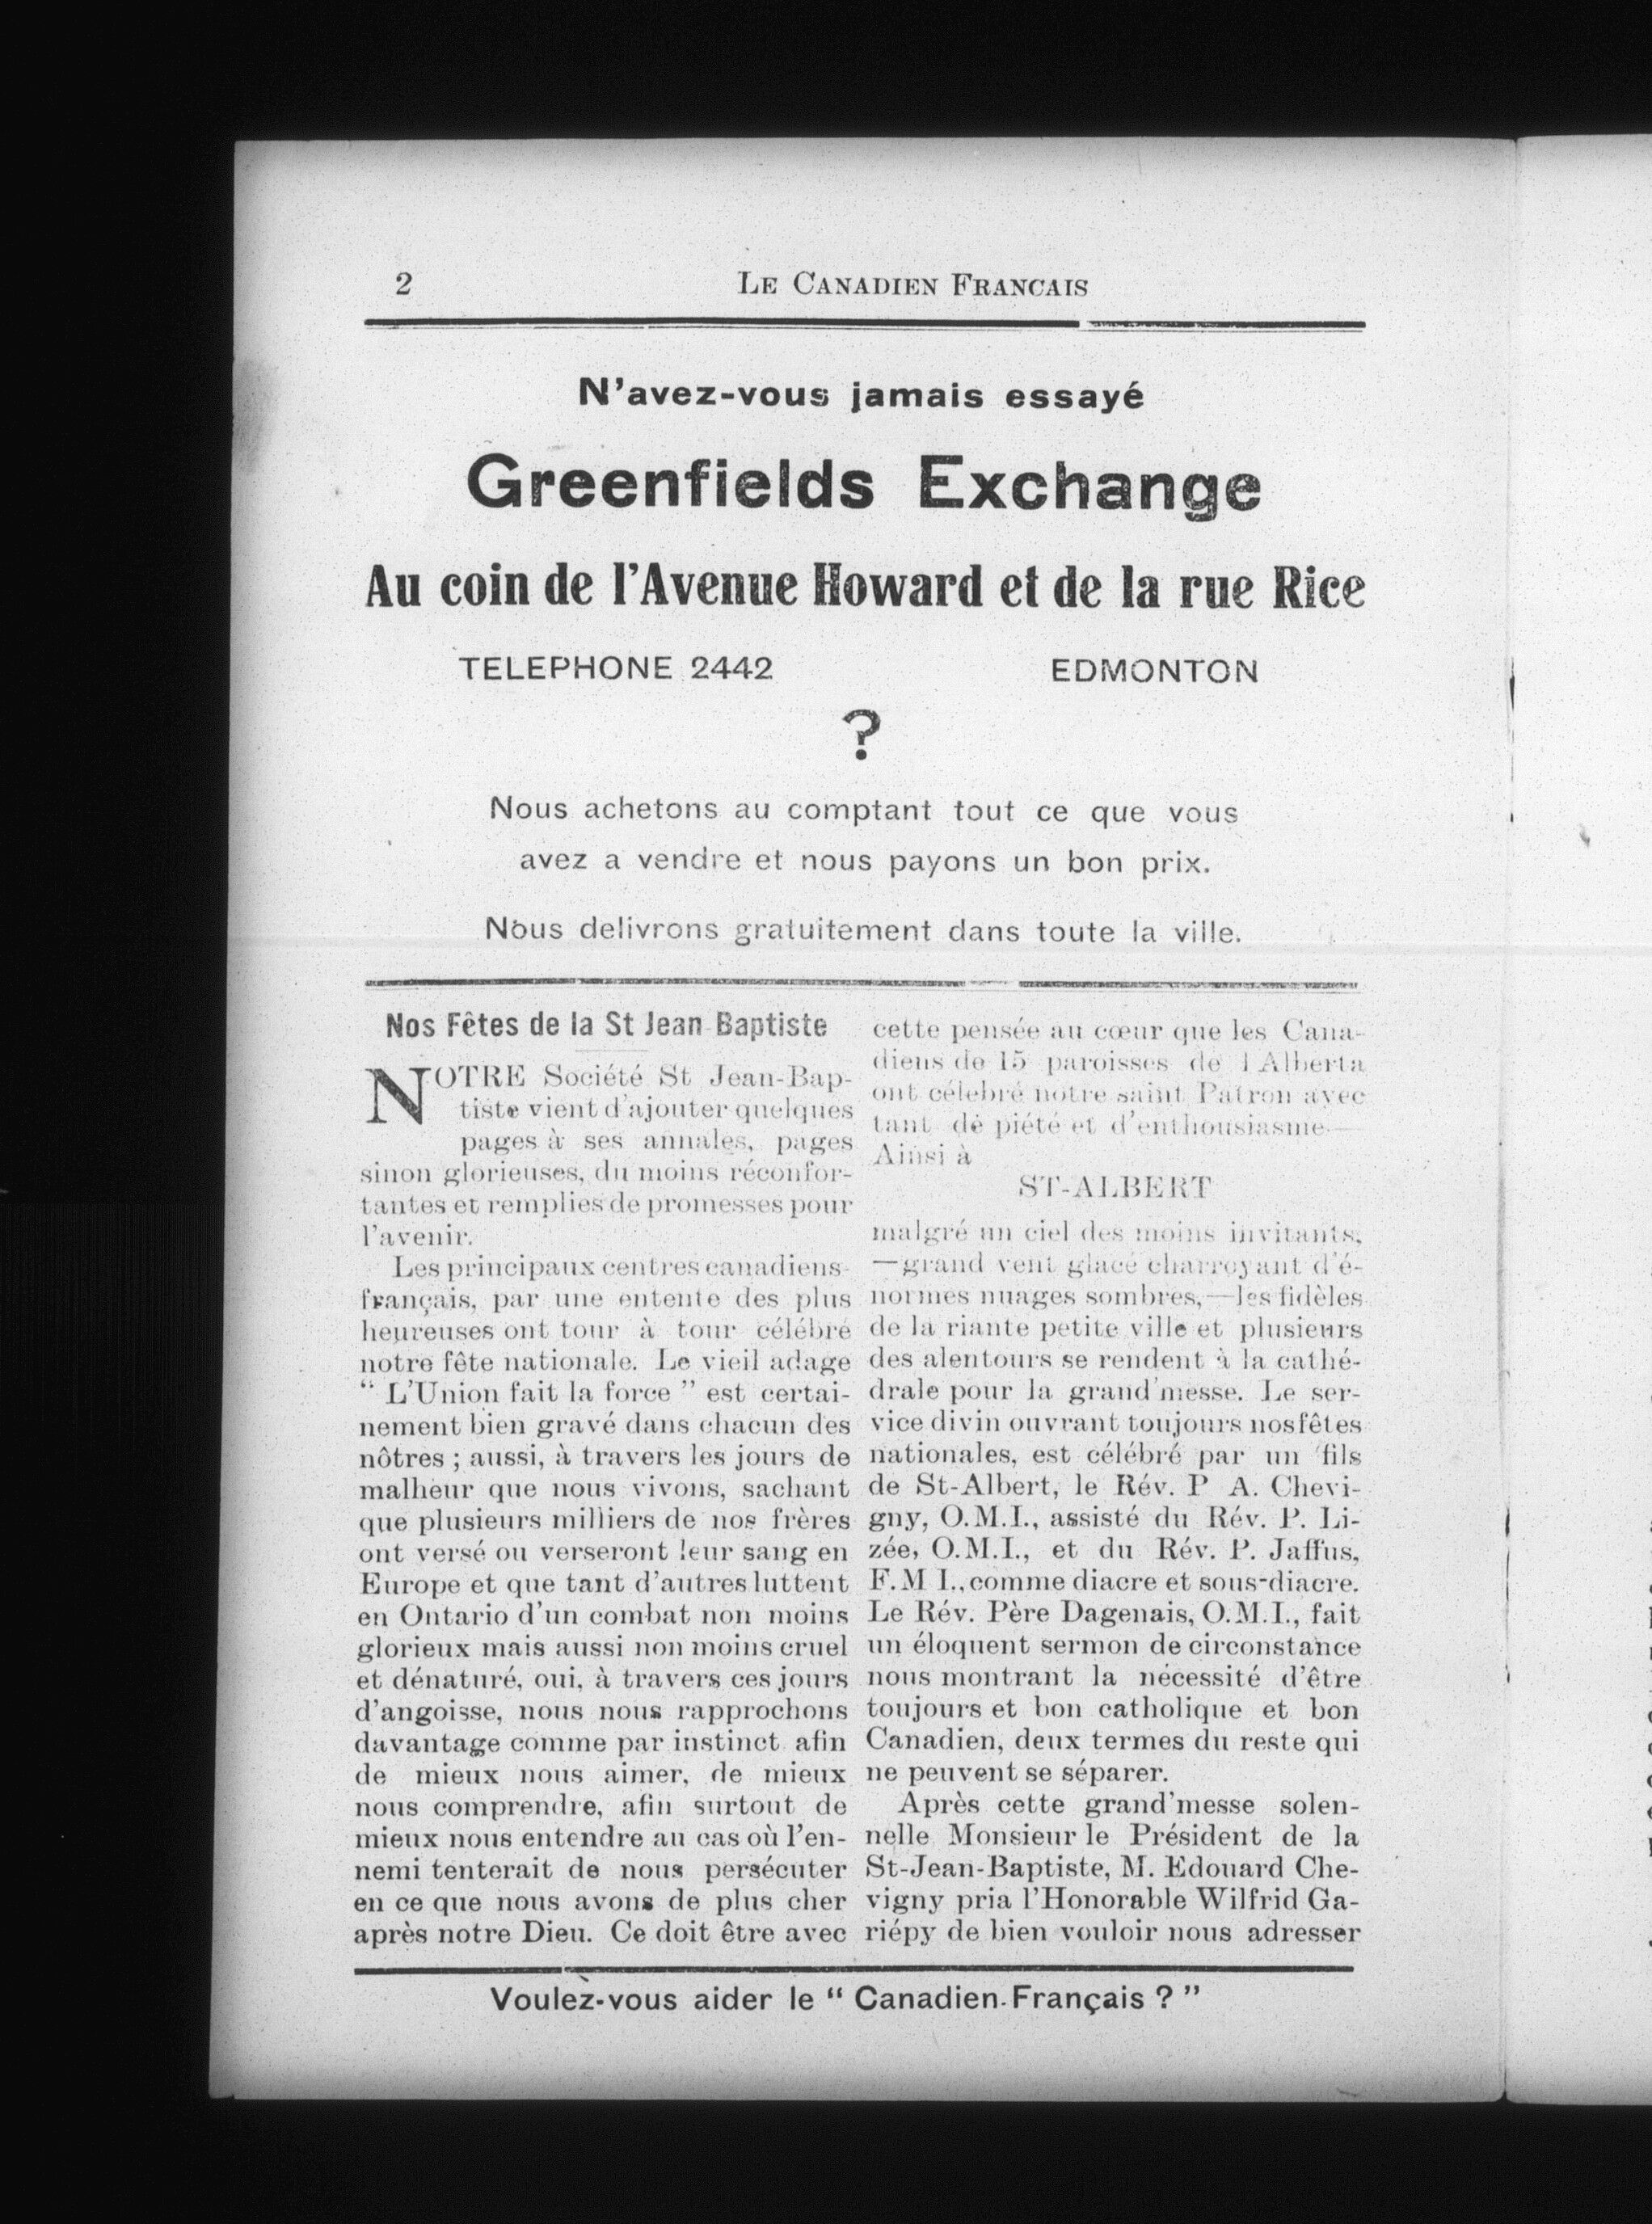 2
LE CANADIEN FRANCAIS
N'avez-vous jamais essayé
Greenfields Exchange
Au coin de l'Avenue Howard et de la rue Rice
TELEPHONE 2442 EDMONTON
?
Nous achetons au comptant tout ce que vous
avez a vendre et nous payons un bon prix.
Nous delivrons gratuitement dans toute la ville.
Nos Fêtes de la St Jean Baptiste
NOTRE Société St Jean-Bap-
tiste vient d'ajouter quelques
pages à ses annales, pages
sinon glorieuses, du moins réconfor-
tantes et remplies de promesses pour
l'avenir.
Les principaux centres canadiens-
français, par une entente des plus
heureuses ont tour à tour célébré
notre fête nationale. Le vieil adage
" L'Union fait la force " est certai-
nement bien gravé dans chacun des
nôtres ; aussi, à travers les jours de
malheur que nous vivons, sachant
que plusieurs milliers de nos frères
ont versé ou verseront leur sang en
Europe et que tant d'autres luttent
en Ontario d'un combat non moins
glorieux mais aussi non moins cruel
et dénaturé, oui, à travers ces jours
d'angoisse, nous nous rapprochons
davantage comme par instinct afin
de mieux nous aimer, de mieux
nous comprendre, afin surtout de
mieux nous entendre au cas où l'en-
nemi tenterait de nous persécuter
en ce que nous avons de plus cher
après notre Dieu. Ce doit être avec
cette pensée au cœur que les Cana-
diens de 15 paroisses de l Alberta
ont célebré notre saint Patron avec
tant de piété et d'enthousiasme—
Ainsi à
ST-ALBERT
malgré un ciel des moins invitants,
—grand vent glacé charroyant d'é-
normes nuages sombres,—les fidèles
de la riante petite ville et plusieurs
des alentours se rendent à la cathé-
drale pour la grand'messe. Le ser-
vice divin ouvrant toujours nos fêtes
nationales, est célébré par un fils
de St-Albert, le Rév. P A. Chevi-
gny, O.M.I., assisté du Rév. P. Li-
zée, O.M.I., et du Rév. P. Jaffus,
F.M I., comme diacre et sous-diacre.
Le Rév. Père Dagenais, O.M.I., fait
un éloquent sermon de circonstance
nous montrant la nécessité d'être
toujours et bon catholique et bon
Canadien, deux termes du reste qui
ne peuvent se séparer.
Après cette grand'messe solen-
nelle Monsieur le Président de la
St-Jean-Baptiste, M. Edouard Che-
vigny pria l'Honorable Wilfrid Ga-
riépy de bien vouloir nous adresser
Voulez-vous aider le " Canadien-Français ? "